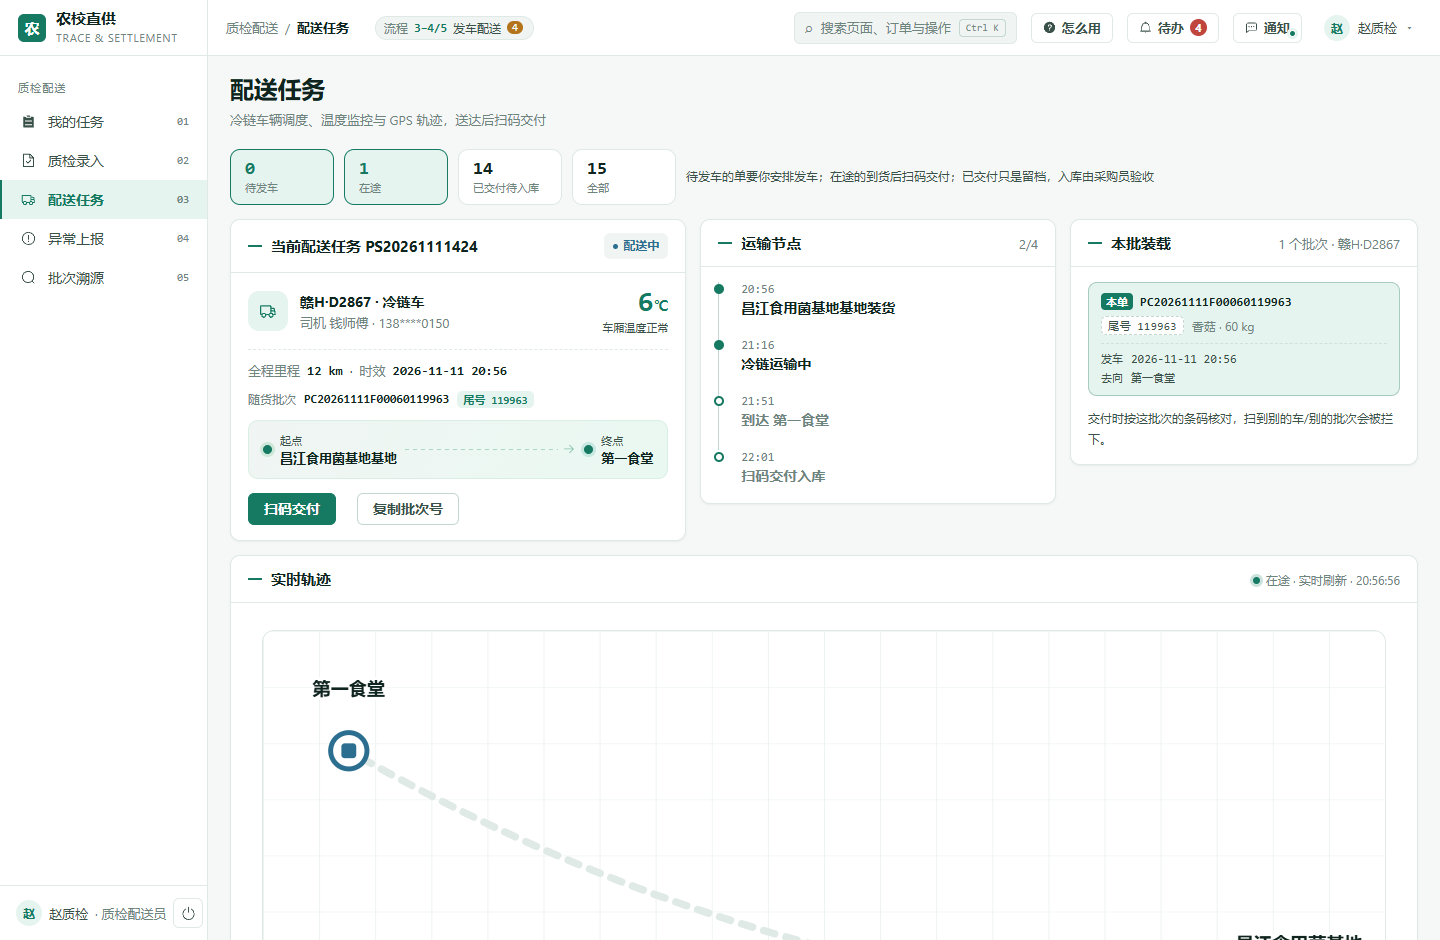 农
农校直供
TRACE & SETTLEMENT
质检配送 / 配送任务
流程 3-4/5 发车配送 4
搜索页面、订单与操作 Ctrl K
怎么用
待办 4
通知
赵 赵质检
质检配送
我的任务 01
质检录入 02
配送任务 03
异常上报 04
批次溯源 05
赵 赵质检 · 质检配送员
配送任务
冷链车辆调度、温度监控与 GPS 轨迹，送达后扫码交付
0
待发车
1
在途
14
已交付待入库
15
全部
待发车的单要你安排发车；在途的到货后扫码交付；已交付只是留档，入库由采购员验收
当前配送任务 PS20261111424
配送中
赣H·D2867 · 冷链车
司机 钱师傅 · 138****0150
6℃
车厢温度正常
全程里程 12 km · 时效 2026-11-11 20:56
随货批次 PC20261111F00060119963 尾号 119963
起点
昌江食用菌基地基地
终点
第一食堂
扫码交付
复制批次号
运输节点 2/4
20:56
昌江食用菌基地基地装货
21:16
冷链运输中
21:51
到达 第一食堂
22:01
扫码交付入库
本批装载 1 个批次 · 赣H·D2867
本单 PC20261111F00060119963
尾号 119963 香菇 · 60 kg
发车 2026-11-11 20:56
去向 第一食堂
交付时按这批次的条码核对，扫到别的车/别的批次会被拦
下。
实时轨迹
在途 · 实时刷新 · 20:56:56
第一食堂
昌江食用菌基地